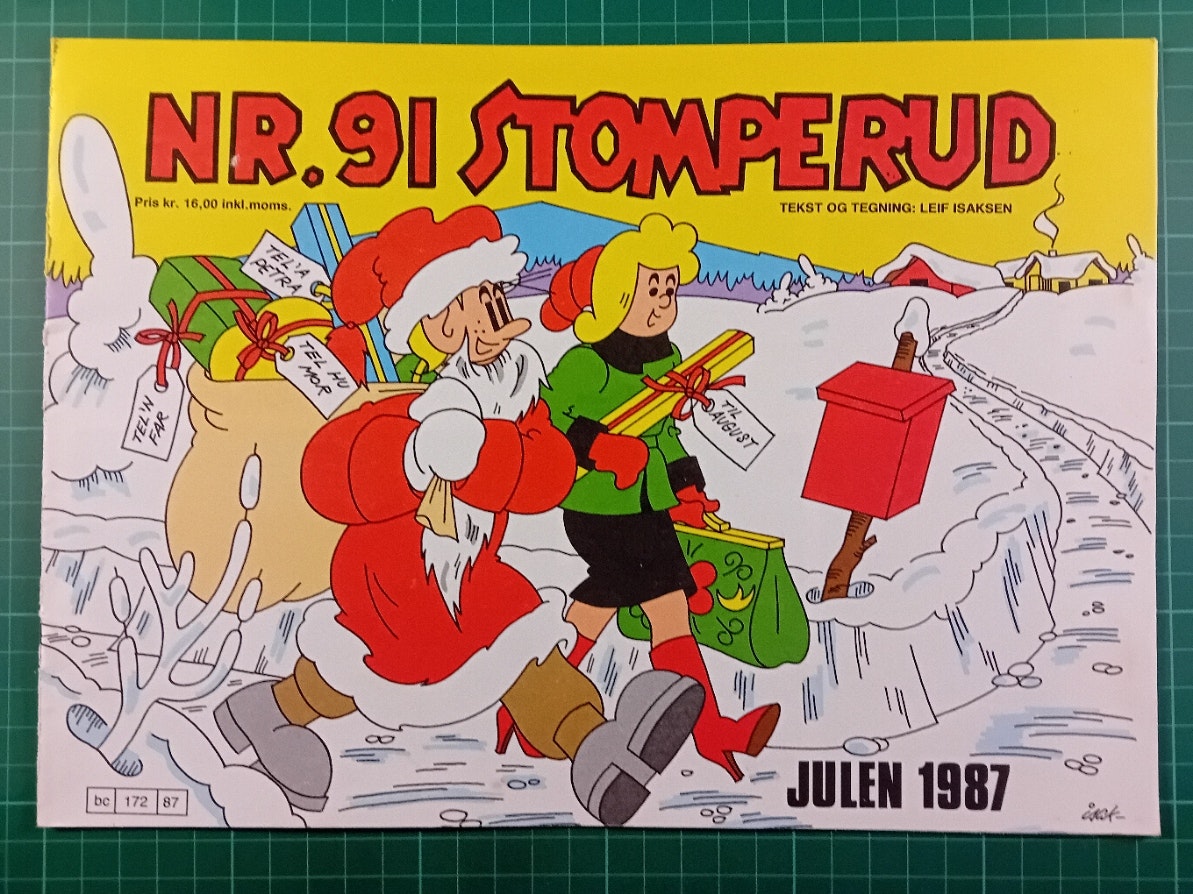 NR. 91 STOMPERUD
Pris kr. 16,00 inkl.moms.
TEKST OG TEGNING: LEIF ISAKSEN
TEL'A
PETRA
TEL HU
MOR
TEL'N
FAR
TIL
AUGUST
JULEN 1987
bc 172 87